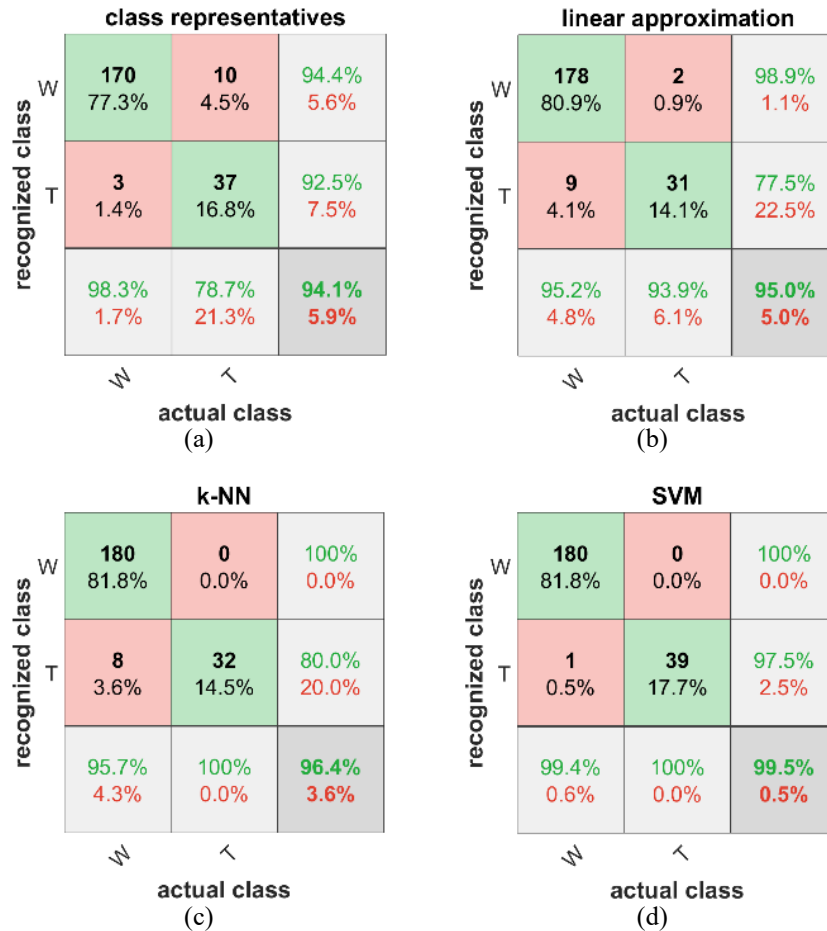 class representatives
recognized class
W
170
10
94.4%
77.3%
4.5%
5.6%
T
3
37
92.5%
1.4%
16.8%
7.5%
98.3%
78.7%
94.1%
1.7%
21.3%
5.9%
W
T
actual class
(a)
linear approximation
recognized class
W
178
2
98.9%
80.9%
0.9%
1.1%
T
9
31
77.5%
4.1%
14.1%
22.5%
95.2%
93.9%
95.0%
4.8%
6.1%
5.0%
W
T
actual class
(b)
k-NN
recognized class
W
180
0
100%
81.8%
0.0%
0.0%
T
8
32
80.0%
3.6%
14.5%
20.0%
95.7%
100%
96.4%
4.3%
0.0%
3.6%
W
T
actual class
(c)
SVM
recognized class
W
180
0
100%
81.8%
0.0%
0.0%
T
1
39
97.5%
0.5%
17.7%
2.5%
99.4%
100%
99.5%
0.6%
0.0%
0.5%
W
T
actual class
(d)